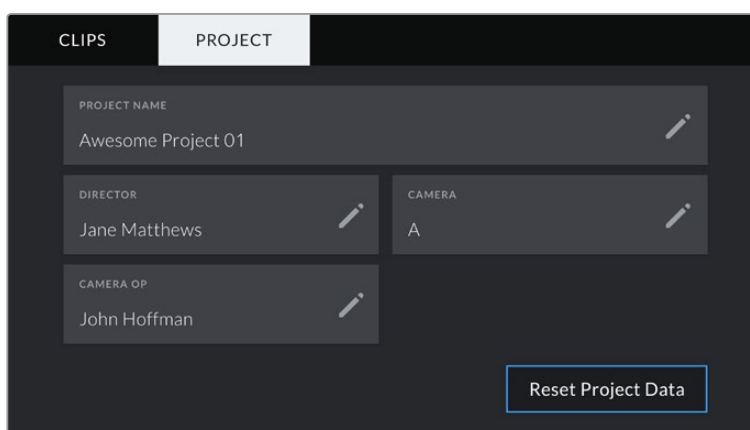 CLIPS PROJECT
PROJECT NAME
Awesome Project 01
DIRECTOR
Jane Matthews
CAMERA
A
CAMERA OP
John Hoffman
Reset Project Data